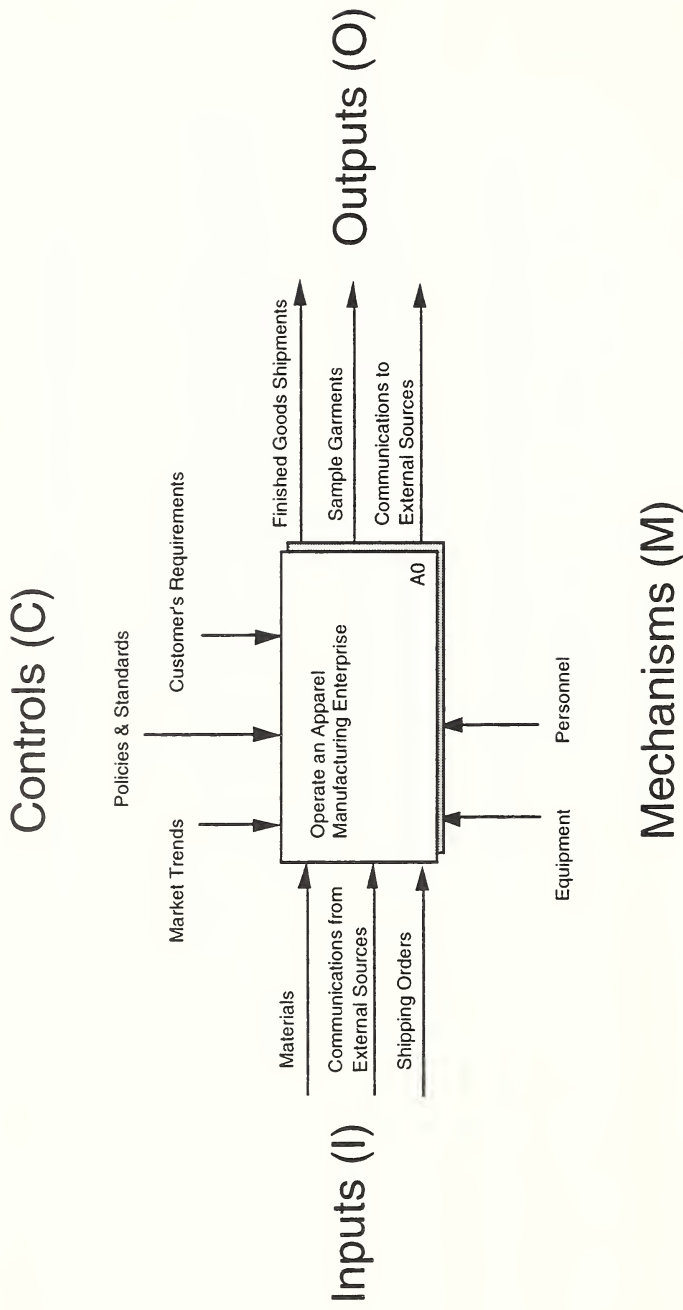 Controls (C)
Policies & Standards
Market Trends
Customer's Requirements
Inputs (I)
Materials
Communications from
External Sources
Shipping Orders
Operate an Apparel
Manufacturing Enterprise
A0
Finished Goods Shipments
Sample Garments
Communications to
External Sources
Outputs (O)
Equipment
Personnel
Mechanisms (M)